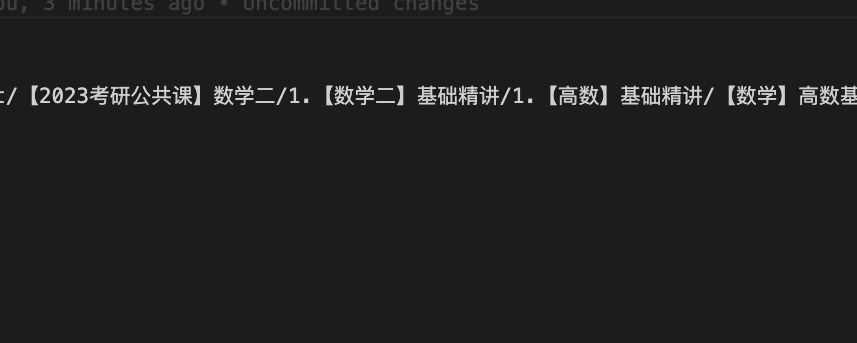 , 3 minutes ago • Uncommitted changes
/【2023考研公共课】数学二/1.【数学二】基础精讲/1.【高数】基础精讲/【数学】高数基